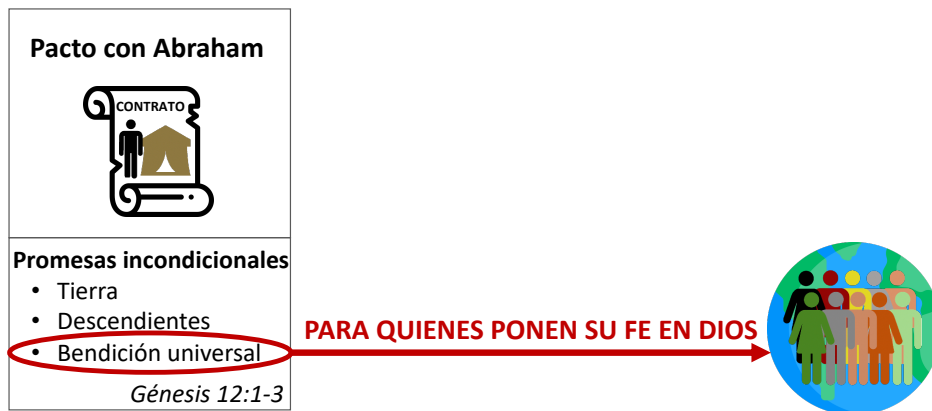 Pacto con Abraham
CONTRATO
Promesas incondicionales
• Tierra
• Descendientes
• Bendición universal
PARA QUIENES PONEN SU FE EN DIOS
Génesis 12:1-3